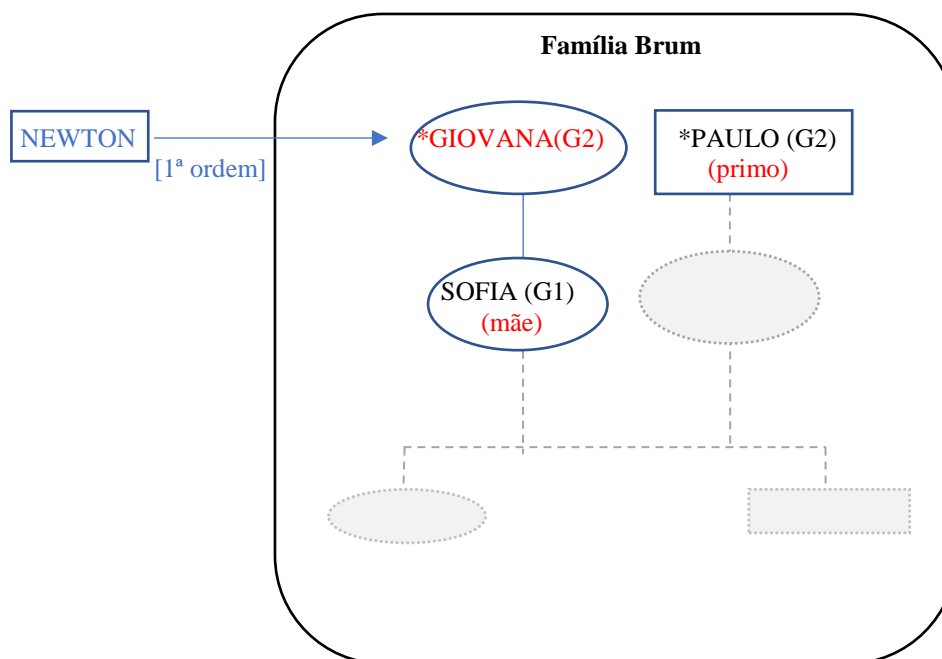 Família Brum
NEWTON
[1ª ordem]
*GIOVANA(G2)
*PAULO (G2)
(primo)
SOFIA (G1)
(mãe)